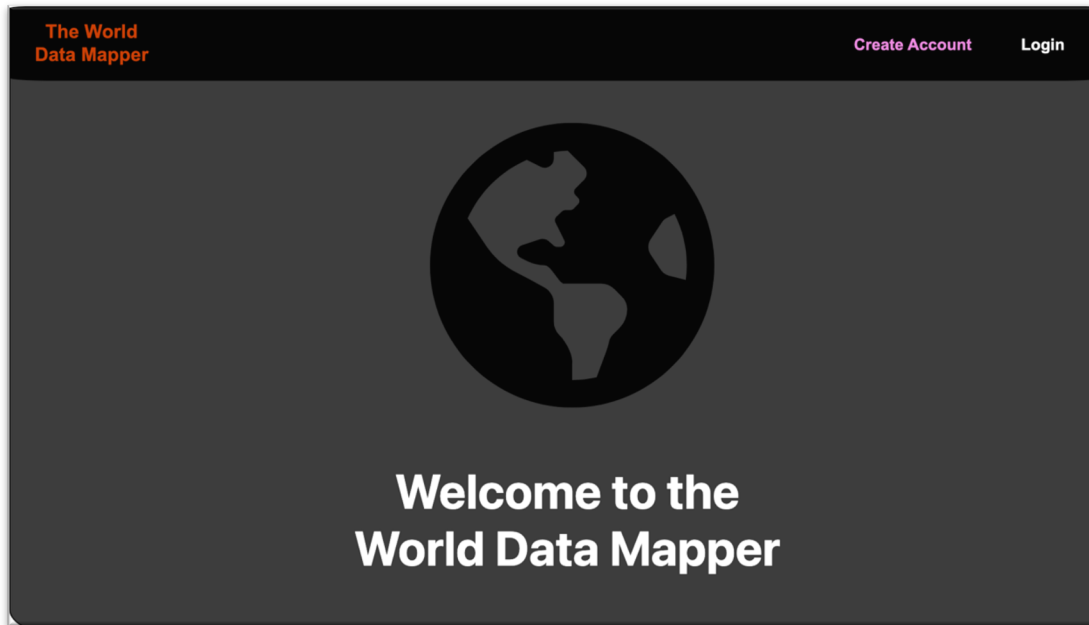 The World
Data Mapper
Create Account
Login
Welcome to the
World Data Mapper